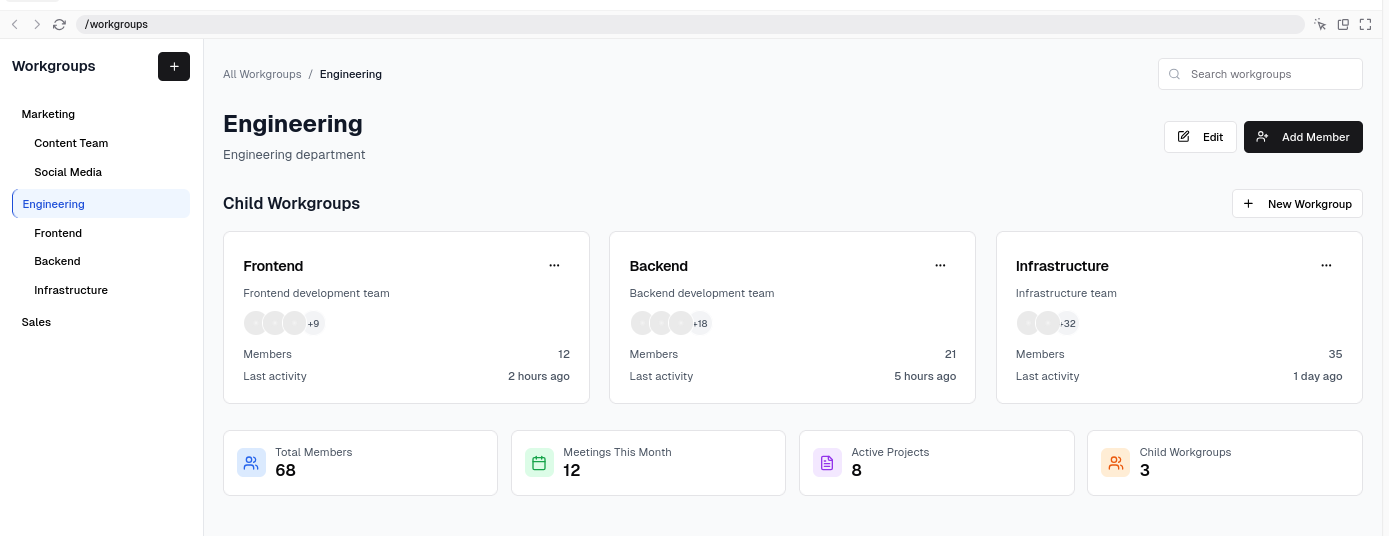 /workgroups
Workgroups
Marketing
Content Team
Social Media
Engineering
Frontend
Backend
Infrastructure
Sales
All Workgroups / Engineering
Search workgroups
Engineering
Engineering department
Edit
Add Member
Child Workgroups
New Workgroup
Frontend
Frontend development team
+9
Members 12
Last activity 2 hours ago
Backend
Backend development team
+18
Members 21
Last activity 5 hours ago
Infrastructure
Infrastructure team
+32
Members 35
Last activity 1 day ago
Total Members
68
Meetings This Month
12
Active Projects
8
Child Workgroups
3